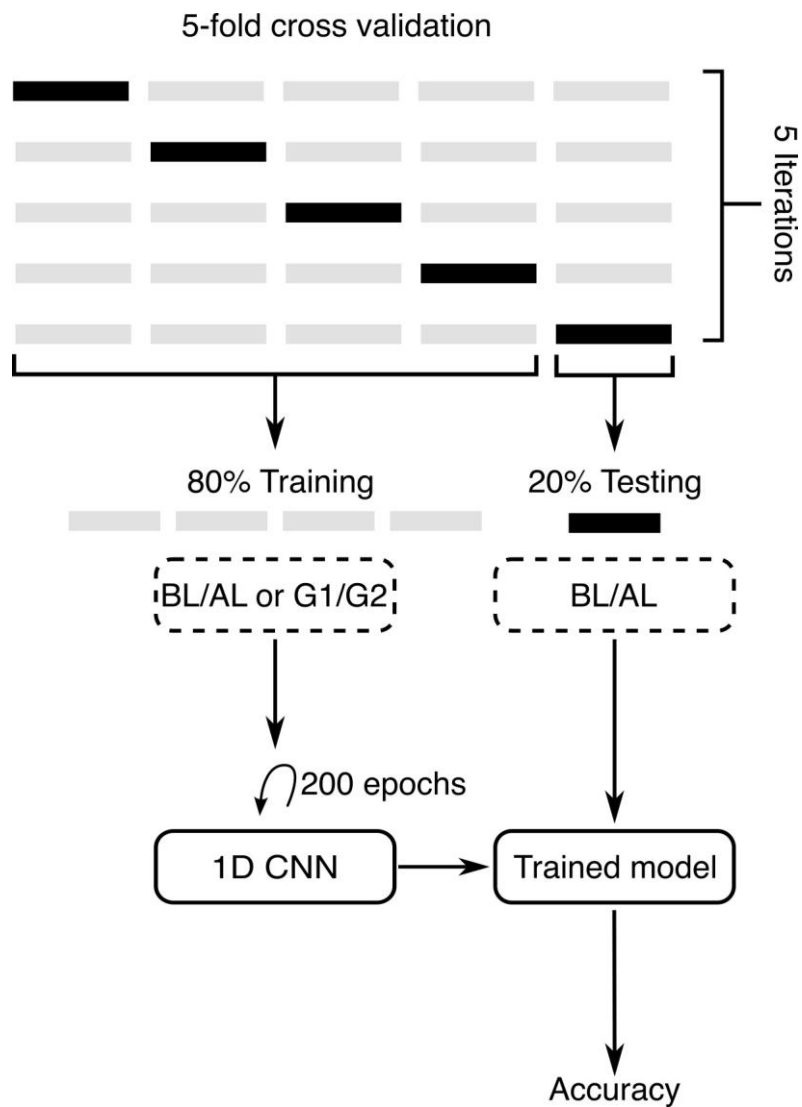 5-fold cross validation
5 Iterations
80% Training
20% Testing
BL/AL or G1/G2
BL/AL
200 epochs
1D CNN
Trained model
Accuracy